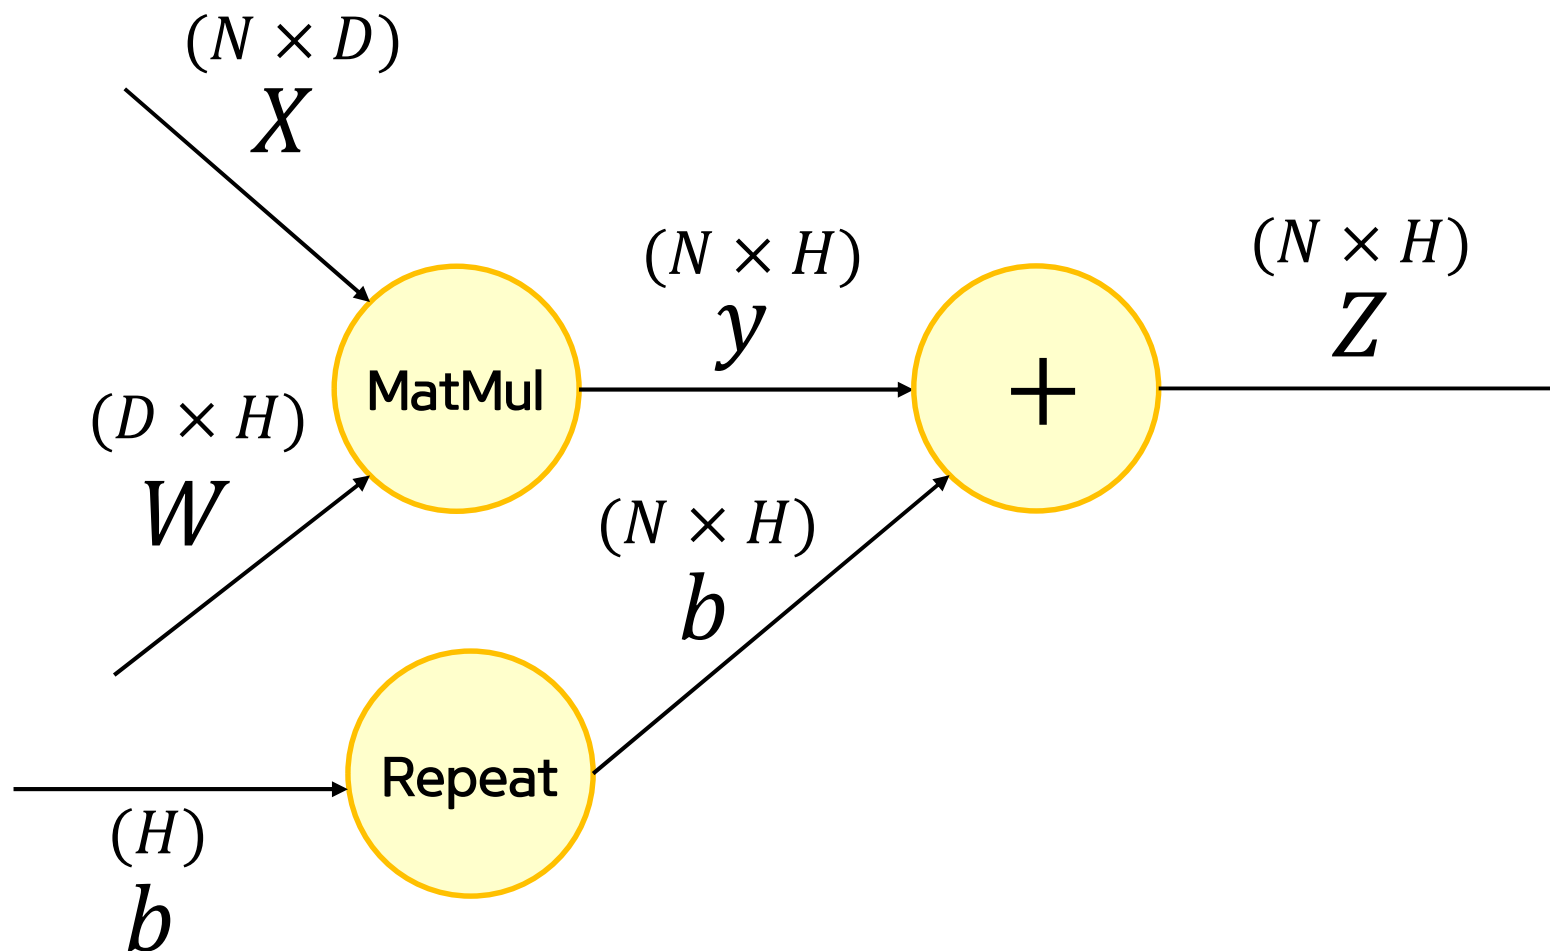 (N × D)
X
(N × H)
y
(N × H)
Z
MatMul
+
(D × H)
W
(N × H)
b
Repeat
(H)
b